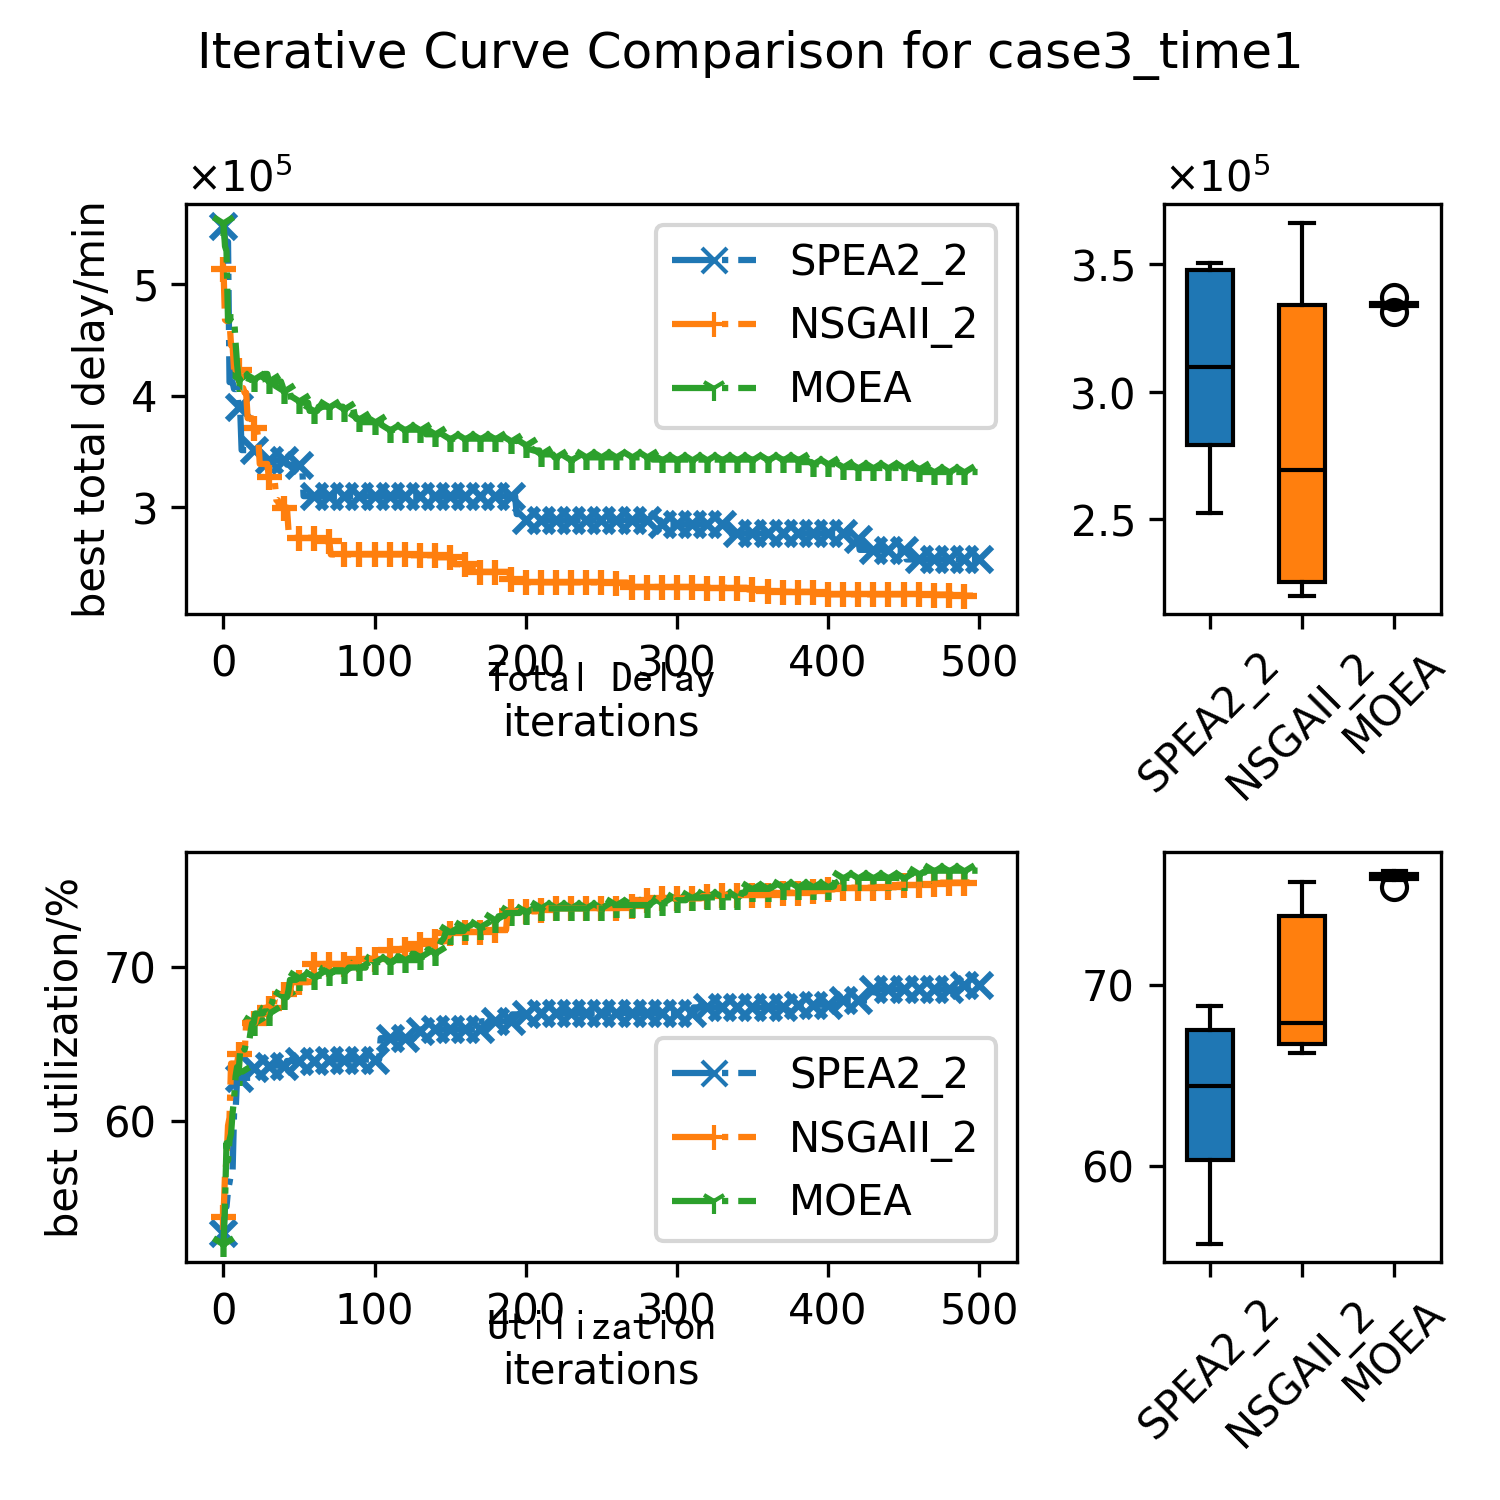 Iterative Curve Comparison for case3_time1
×10⁵
best total delay/min
5
4
3
SPEA2_2
NSGAII_2
MOEA
0 100 200 300 400 500
Total Delay
iterations
×10⁵
3.5
3.0
2.5
SPEA2_2
NSGAII_2
MOEA
best utilization/%
70
60
SPEA2_2
NSGAII_2
MOEA
0 100 200 300 400 500
Utilization
iterations
70
60
SPEA2_2
NSGAII_2
MOEA